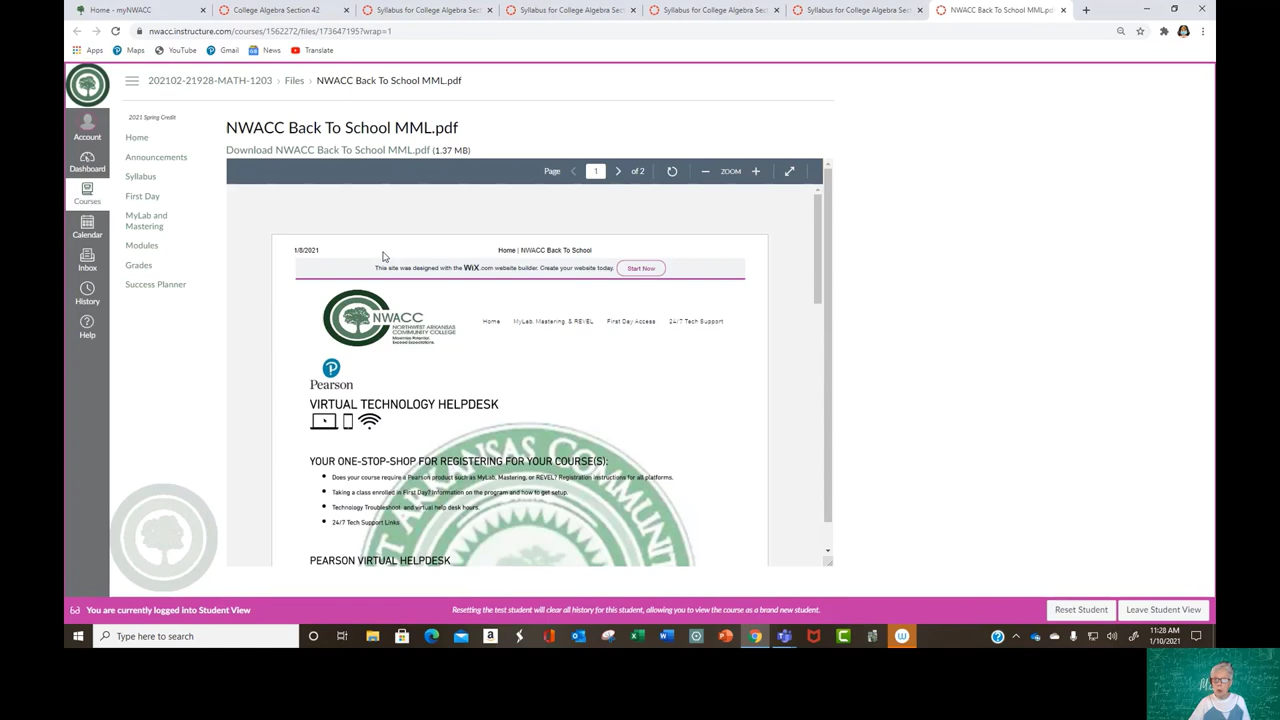 Home - myNWACC
College Algebra Section 42
Syllabus for College Algebra Sec
Syllabus for College Algebra Sec
Syllabus for College Algebra Sec
Syllabus for College Algebra Sec
NWACC Back To School MML.pdf
nwacc.instructure.com/courses/1562272/files/173647195?wrap=1
Apps
Maps
YouTube
Gmail
News
Translate
202102-21928-MATH-1203 > Files > NWACC Back To School MML.pdf
Account
Dashboard
Courses
Calendar
Inbox
History
Help
2021 Spring Credit
Home
Announcements
Syllabus
First Day
MyLab and
Mastering
Modules
Grades
Success Planner
NWACC Back To School MML.pdf
Download NWACC Back To School MML.pdf (1.37 MB)
Page 1 of 2
ZOOM
1/8/2021
Home | NWACC Back To School
This site was designed with the WiX.com website builder. Create your website today. Start Now
NWACC
NORTHWEST ARKANSAS
COMMUNITY COLLEGE
Maximize Potential.
Exceed Expectations.
Home
MyLab, Mastering, & REVEL
First Day Access
24/7 Tech Support
Pearson
VIRTUAL TECHNOLOGY HELPDESK
YOUR ONE-STOP-SHOP FOR REGISTERING FOR YOUR COURSE(S):
Does your course require a Pearson product such as MyLab, Mastering, or REVEL? Registration instructions for all platforms.
Taking a class enrolled in First Day? Information on the program and how to get setup.
Technology Troubleshoot and virtual help desk hours.
24/7 Tech Support Links
PEARSON VIRTUAL HELPDESK
ARKANSAS COMMUNI
You are currently logged into Student View
Resetting the test student will clear all history for this student, allowing you to view the course as a brand new student.
Reset Student
Leave Student View
Type here to search
11:28 AM
1/10/2021